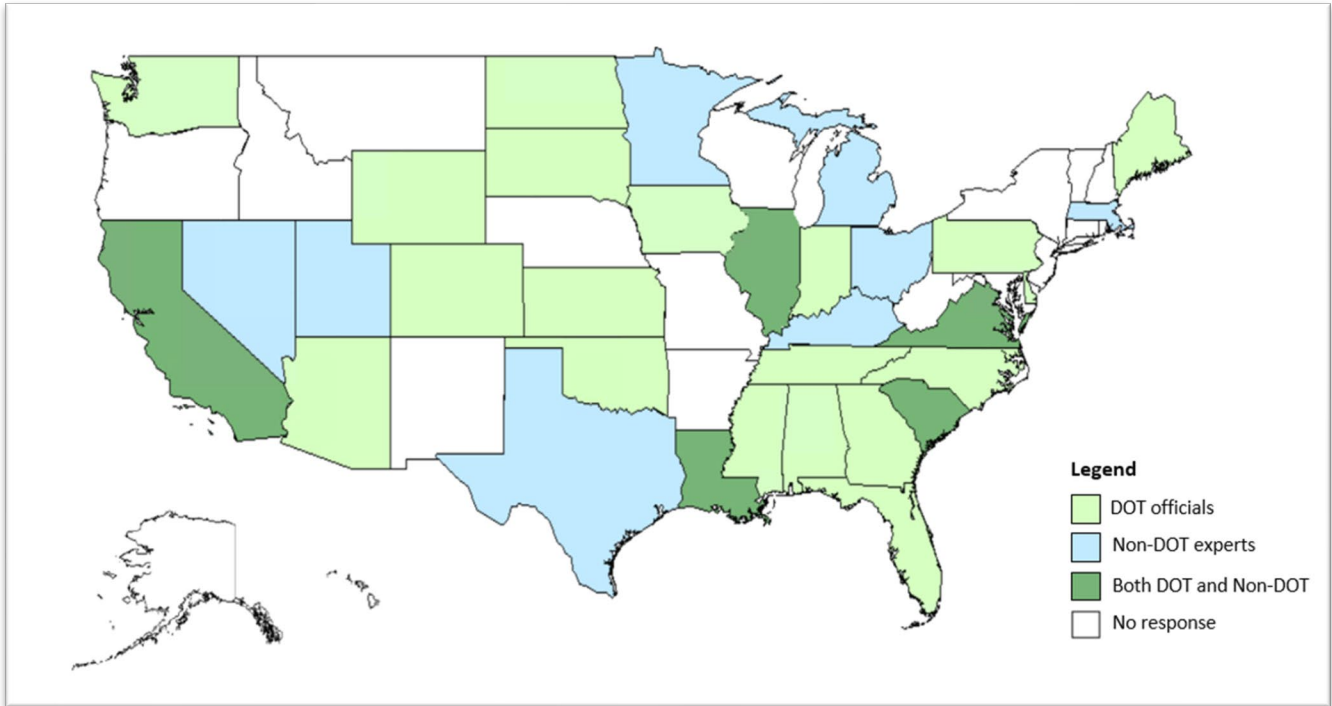 Legend
DOT officials
Non-DOT experts
Both DOT and Non-DOT
No response